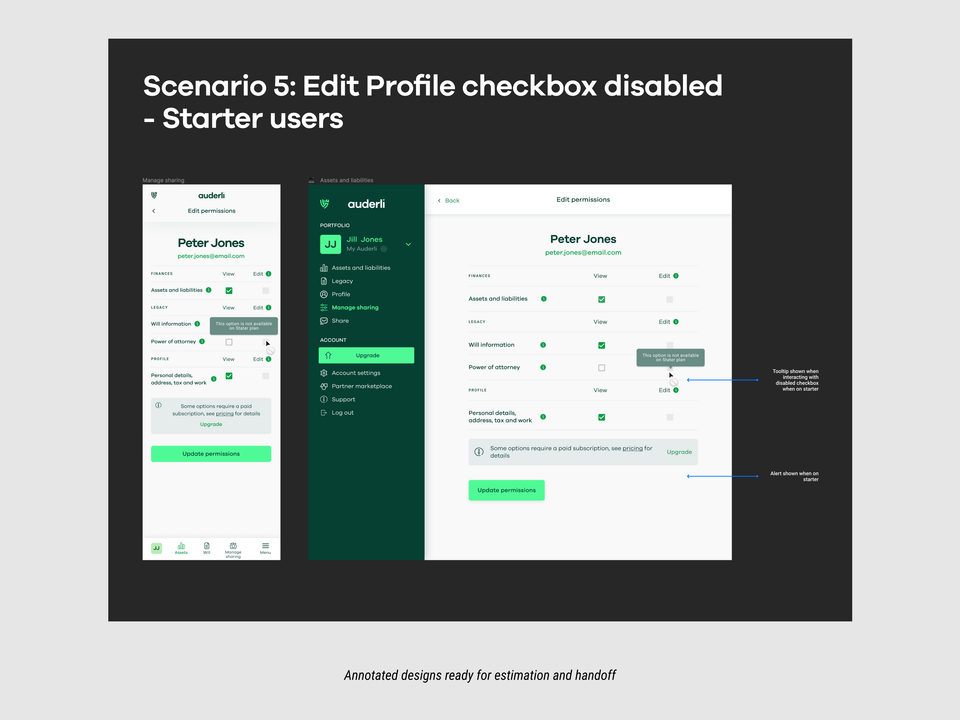 Scenario 5: Edit Profile checkbox disabled
- Starter users
Manage sharing
auderli
Edit permissions
Peter Jones
peter.jones@email.com
FINANCES View Edit
Assets and liabilities
LEGACY View Edit
Will information
This option is not available
on Stater plan
Power of attorney
PROFILE View Edit
Personal details,
address, tax and work
Some options require a paid
subscription, see pricing for details
Upgrade
Update permissions
JJ
Assets
Will
Manage
sharing
Menu
Assets and liabilities
auderli
PORTFOLIO
JJ
Jill Jones
My Auderli
Assets and liabilities
Legacy
Profile
Manage sharing
Share
ACCOUNT
Upgrade
Account settings
Partner marketplace
Support
Log out
Back
Edit permissions
Peter Jones
peter.jones@email.com
FINANCES View Edit
Assets and liabilities
LEGACY View Edit
Will information
This option is not available
on Stater plan
Power of attorney
PROFILE View Edit
Personal details,
address, tax and work
Some options require a paid subscription, see pricing for
details
Upgrade
Update permissions
Tooltip shown when
interacting with
disabled checkbox
when on starter
Alert shown when on
starter
Annotated designs ready for estimation and handoff